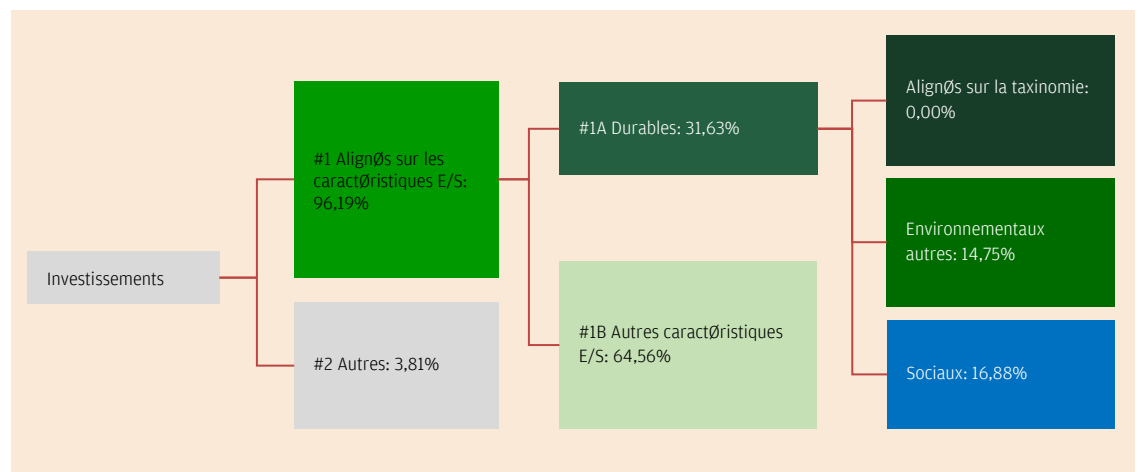 Investissements
#1 AlignØs sur les
caractØristiques E/S:
96,19%
#2 Autres: 3,81%
#1A Durables: 31,63%
#1B Autres caractØristiques
E/S: 64,56%
AlignØs sur la taxinomie:
0,00%
Environnementaux
autres: 14,75%
Sociaux: 16,88%